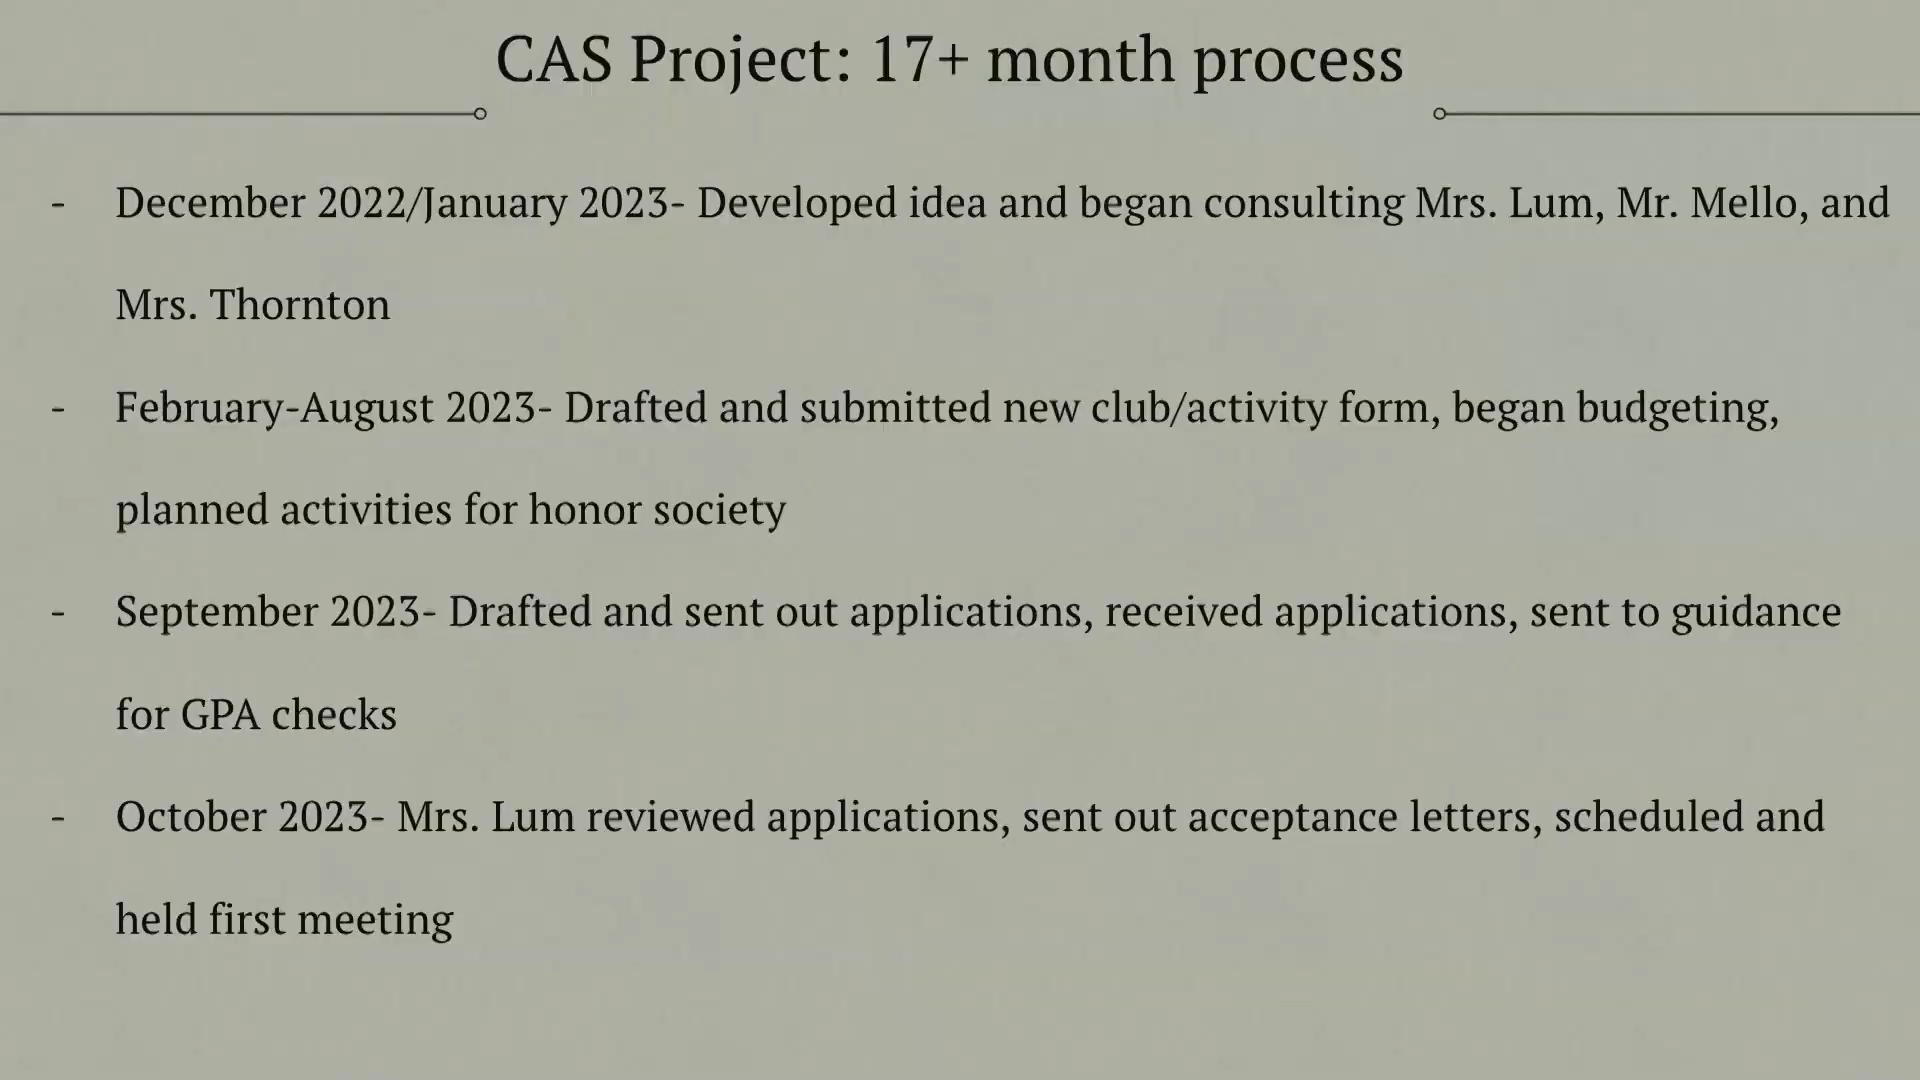 CAS Project: 17+ month process
- December 2022/January 2023- Developed idea and began consulting Mrs. Lum, Mr. Mello, and
Mrs. Thornton
- February-August 2023- Drafted and submitted new club/activity form, began budgeting,
planned activities for honor society
- September 2023- Drafted and sent out applications, received applications, sent to guidance
for GPA checks
- October 2023- Mrs. Lum reviewed applications, sent out acceptance letters, scheduled and
held first meeting